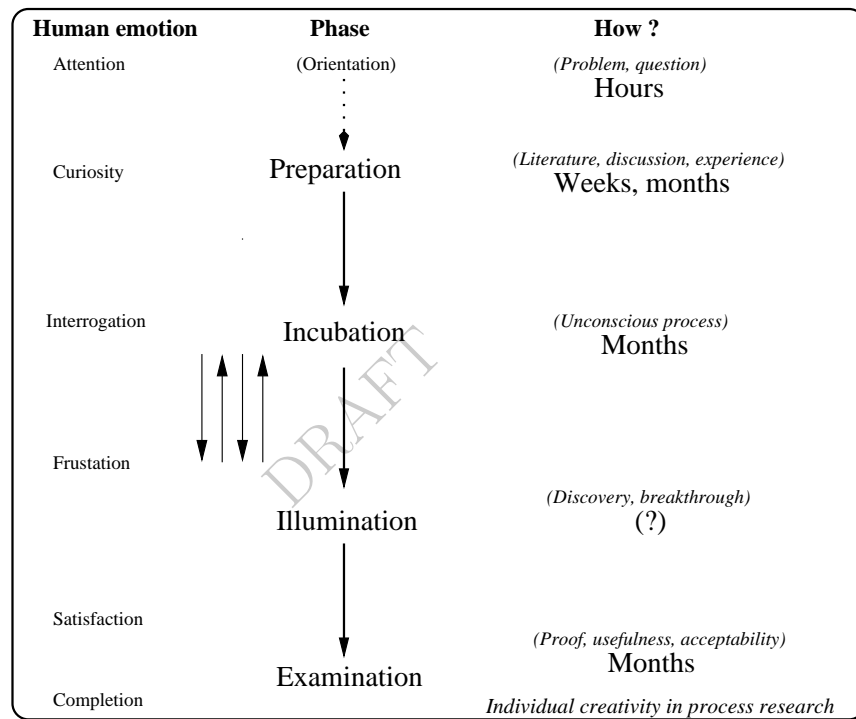 Human emotion Phase How ?
Attention (Orientation) (Problem, question)
Hours
(Literature, discussion, experience)
Curiosity Preparation Weeks, months
Interrogation Incubation (Unconscious process)
Months
DRAFT
Frustation
(Discovery, breakthrough)
Illumination (?)
Satisfaction
(Proof, usefulness, acceptability)
Examination Months
Completion Individual creativity in process research